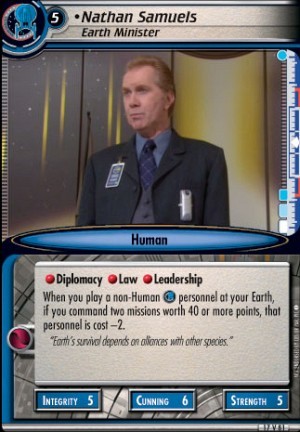 5
•Nathan Samuels
Earth Minister
Human
Diplomacy Law Leadership
When you play a non-Human personnel at your Earth,
if you command two missions worth 40 or more points, that
personnel is cost -2.
"Earth's survival depends on alliances with other species."
INTEGRITY 5 CUNNING 6 STRENGTH 5